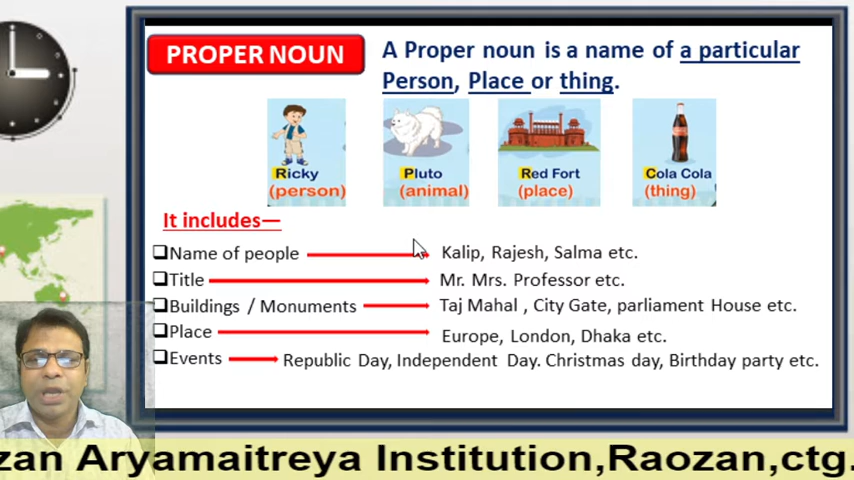 PROPER NOUN
A Proper noun is a name of a particular
Person, Place or thing.
Ricky
(person)
Pluto
(animal)
Red Fort
(place)
Cola Cola
(thing)
It includes—
Name of people
Kalip, Rajesh, Salma etc.
Title
Mr. Mrs. Professor etc.
Buildings / Monuments
Taj Mahal , City Gate, parliament House etc.
Place
Europe, London, Dhaka etc.
Events
Republic Day, Independent Day. Christmas day, Birthday party etc.
zan Aryamaitreya Institution,Raozan,ctg.